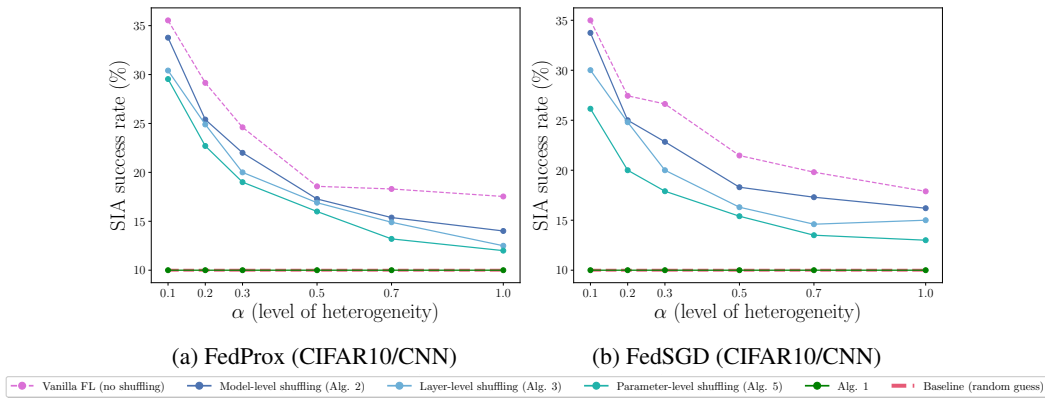 35
30
25
20
15
10
SIA success rate (%)
0.1 0.2 0.3 0.5 0.7 1.0
α (level of heterogeneity)
(a) FedProx (CIFAR10/CNN)
35
30
25
20
15
10
SIA success rate (%)
0.1 0.2 0.3 0.5 0.7 1.0
α (level of heterogeneity)
(b) FedSGD (CIFAR10/CNN)
Vanilla FL (no shuffling) Model-level shuffling (Alg. 2) Layer-level shuffling (Alg. 3) Parameter-level shuffling (Alg. 5) Alg. 1 Baseline (random guess)